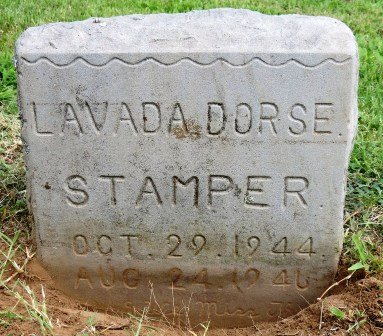 LAVADA DORSE.
STAMPER.
OCT. 29. 1944
AUG 24. 1946